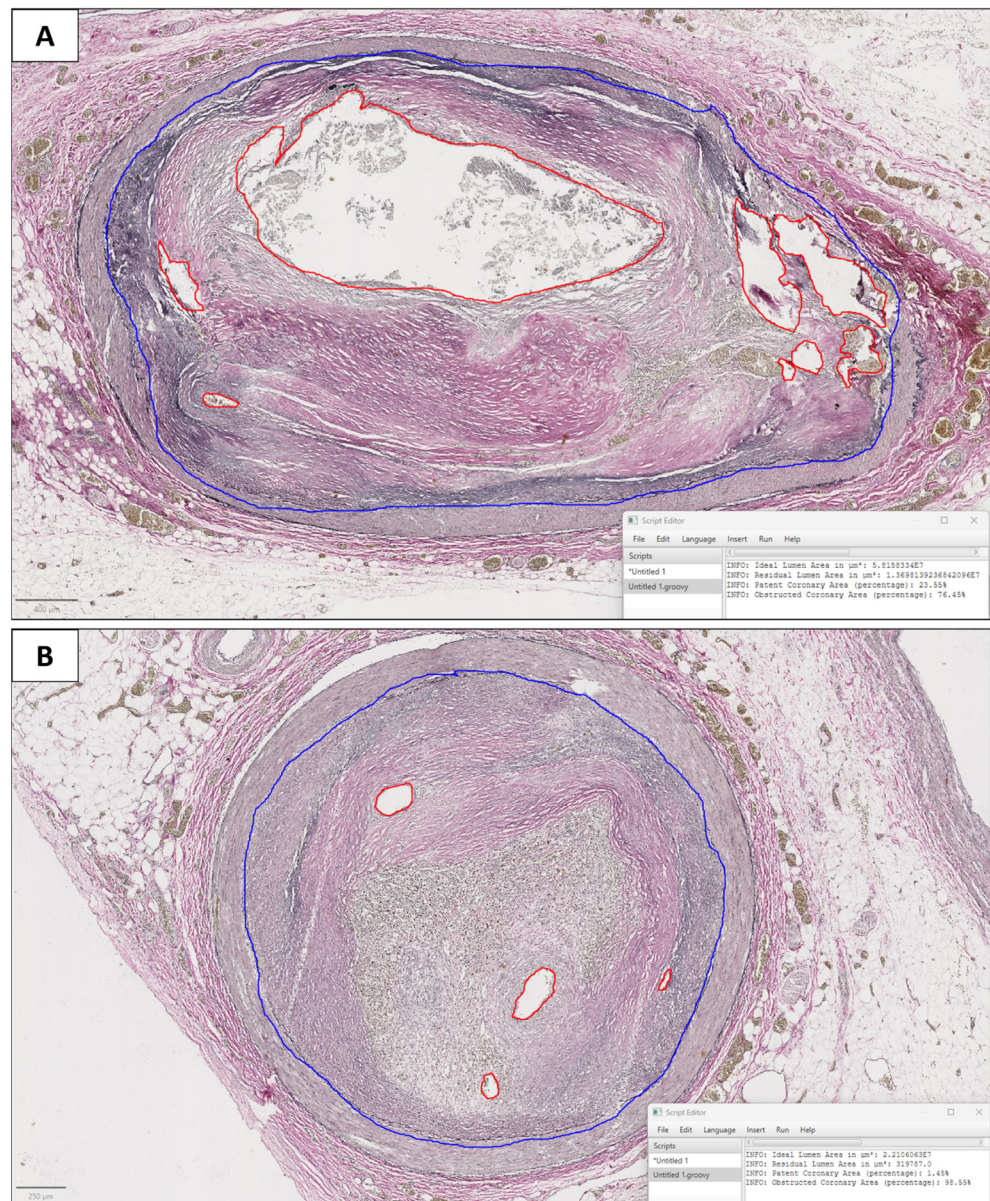 A
Script Editor
File Edit Language Insert Run Help
Scripts
*Untitled 1
Untitled 1.groovy
INFO: Ideal Lumen Area in µm²: 5.8158334E7
INFO: Residual Lumen Area in µm²: 1.3698139236842096E7
INFO: Patent Coronary Area (percentage): 23.55%
INFO: Obstructed Coronary Area (percentage): 76.45%
400 µm
B
Script Editor
File Edit Language Insert Run Help
Scripts
*Untitled 1
Untitled 1.groovy
INFO: Ideal Lumen Area in µm²: 2.2106063E7
INFO: Residual Lumen Area in µm²: 319787.0
INFO: Patent Coronary Area (percentage): 1.45%
INFO: Obstructed Coronary Area (percentage): 98.55%
250 µm